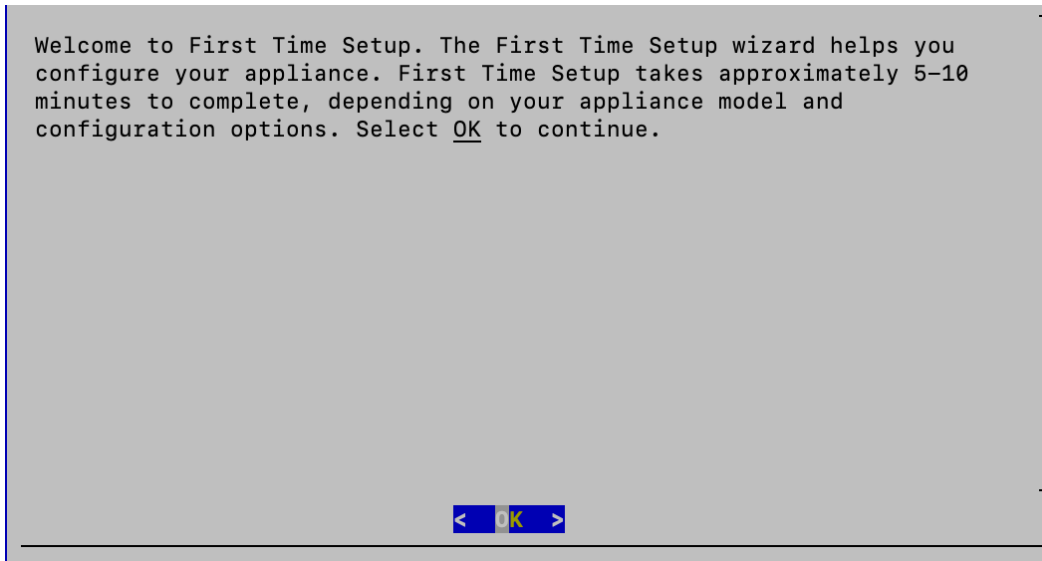 Welcome to First Time Setup. The First Time Setup wizard helps you
configure your appliance. First Time Setup takes approximately 5–10
minutes to complete, depending on your appliance model and
configuration options. Select OK to continue.
< OK >